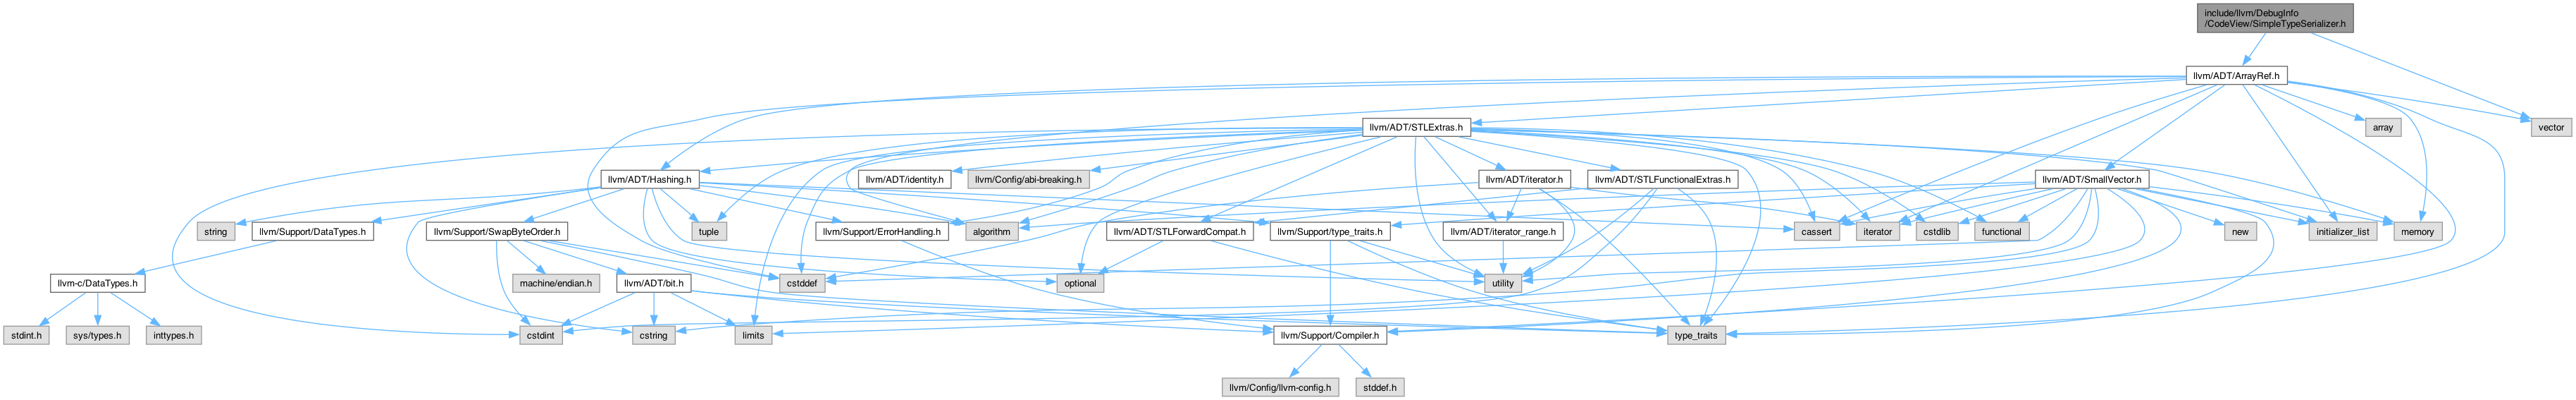 include/llvm/DebugInfo
/CodeView/SimpleTypeSerializer.h
llvm/ADT/ArrayRef.h
llvm/ADT/STLExtras.h
array
vector
llvm/ADT/Hashing.h
llvm/ADT/identity.h
llvm/Config/abi-breaking.h
llvm/ADT/iterator.h
llvm/ADT/STLFunctionalExtras.h
llvm/ADT/SmallVector.h
string
llvm/Support/DataTypes.h
llvm/Support/SwapByteOrder.h
tuple
llvm/Support/ErrorHandling.h
algorithm
llvm/ADT/STLForwardCompat.h
llvm/Support/type_traits.h
llvm/ADT/iterator_range.h
cassert
iterator
cstdlib
functional
new
initializer_list
memory
llvm-c/DataTypes.h
machine/endian.h
llvm/ADT/bit.h
cstddef
optional
utility
stdint.h
sys/types.h
inttypes.h
cstdint
cstring
limits
llvm/Support/Compiler.h
type_traits
llvm/Config/llvm-config.h
stddef.h